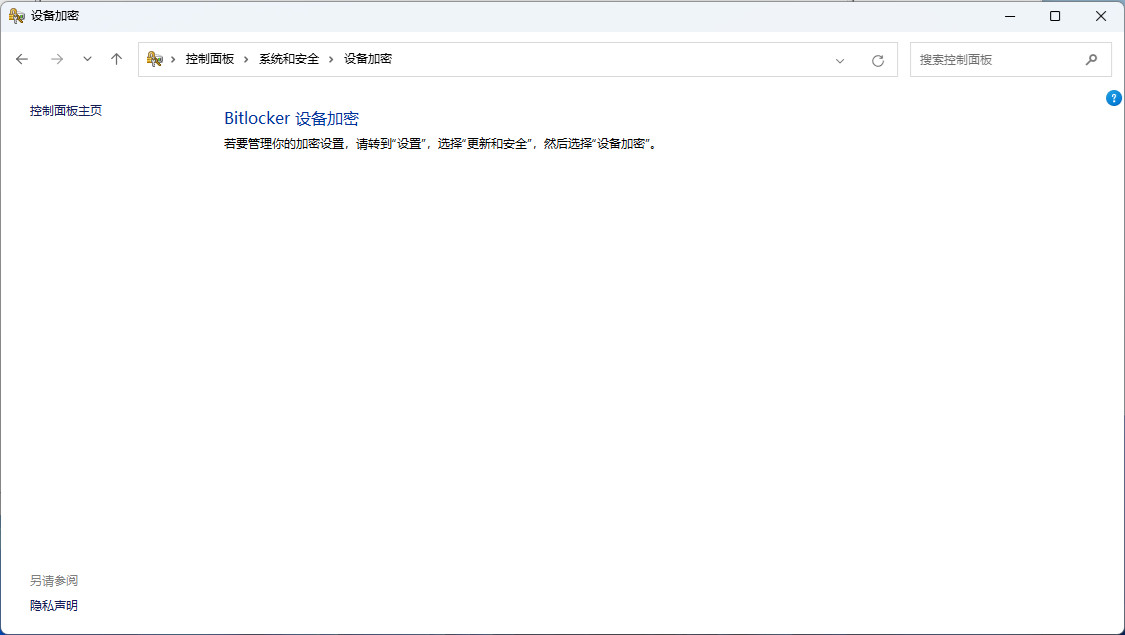 设备加密
控制面板 › 系统和安全 › 设备加密
搜索控制面板
控制面板主页
Bitlocker 设备加密
若要管理你的加密设置，请转到“设置”，选择“更新和安全”，然后选择“设备加密”。
另请参阅
隐私声明